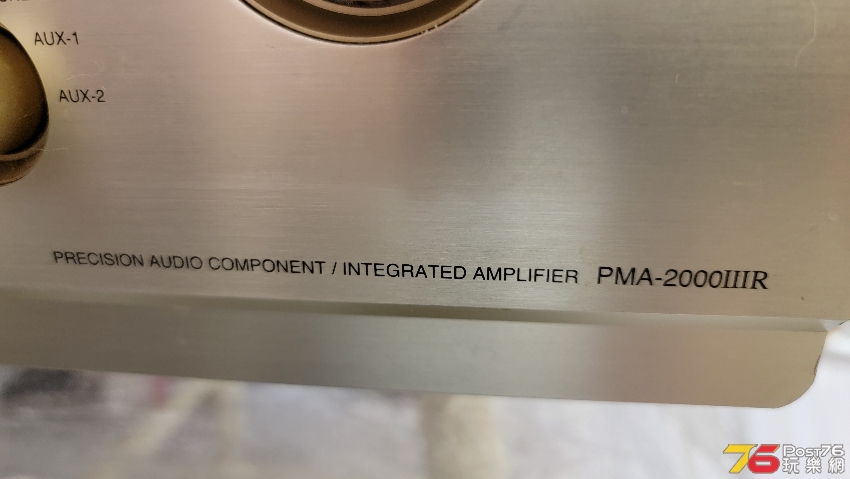 AUX-1
AUX-2
PRECISION AUDIO COMPONENT / INTEGRATED AMPLIFIER PMA-2000IIIR
76 Post76
玩樂網